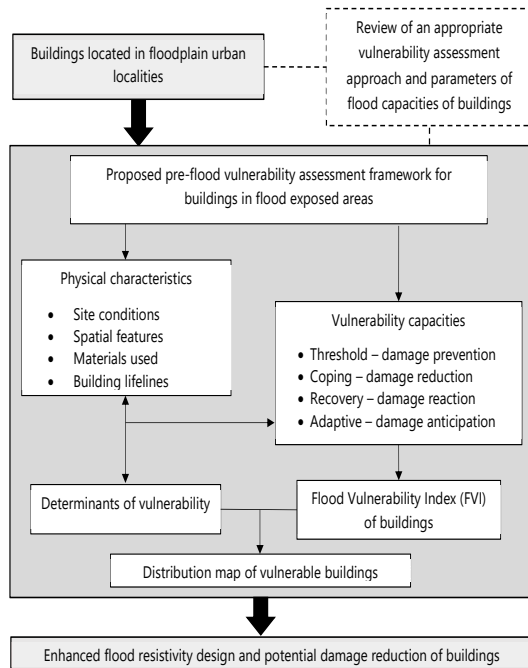 Buildings located in floodplain urban
localities
Review of an appropriate
vulnerability assessment
approach and parameters of
flood capacities of buildings
Proposed pre-flood vulnerability assessment framework for
buildings in flood exposed areas
Physical characteristics
• Site conditions
• Spatial features
• Materials used
• Building lifelines
Vulnerability capacities
• Threshold – damage prevention
• Coping – damage reduction
• Recovery – damage reaction
• Adaptive – damage anticipation
Determinants of vulnerability
Flood Vulnerability Index (FVI)
of buildings
Distribution map of vulnerable buildings
Enhanced flood resistivity design and potential damage reduction of buildings